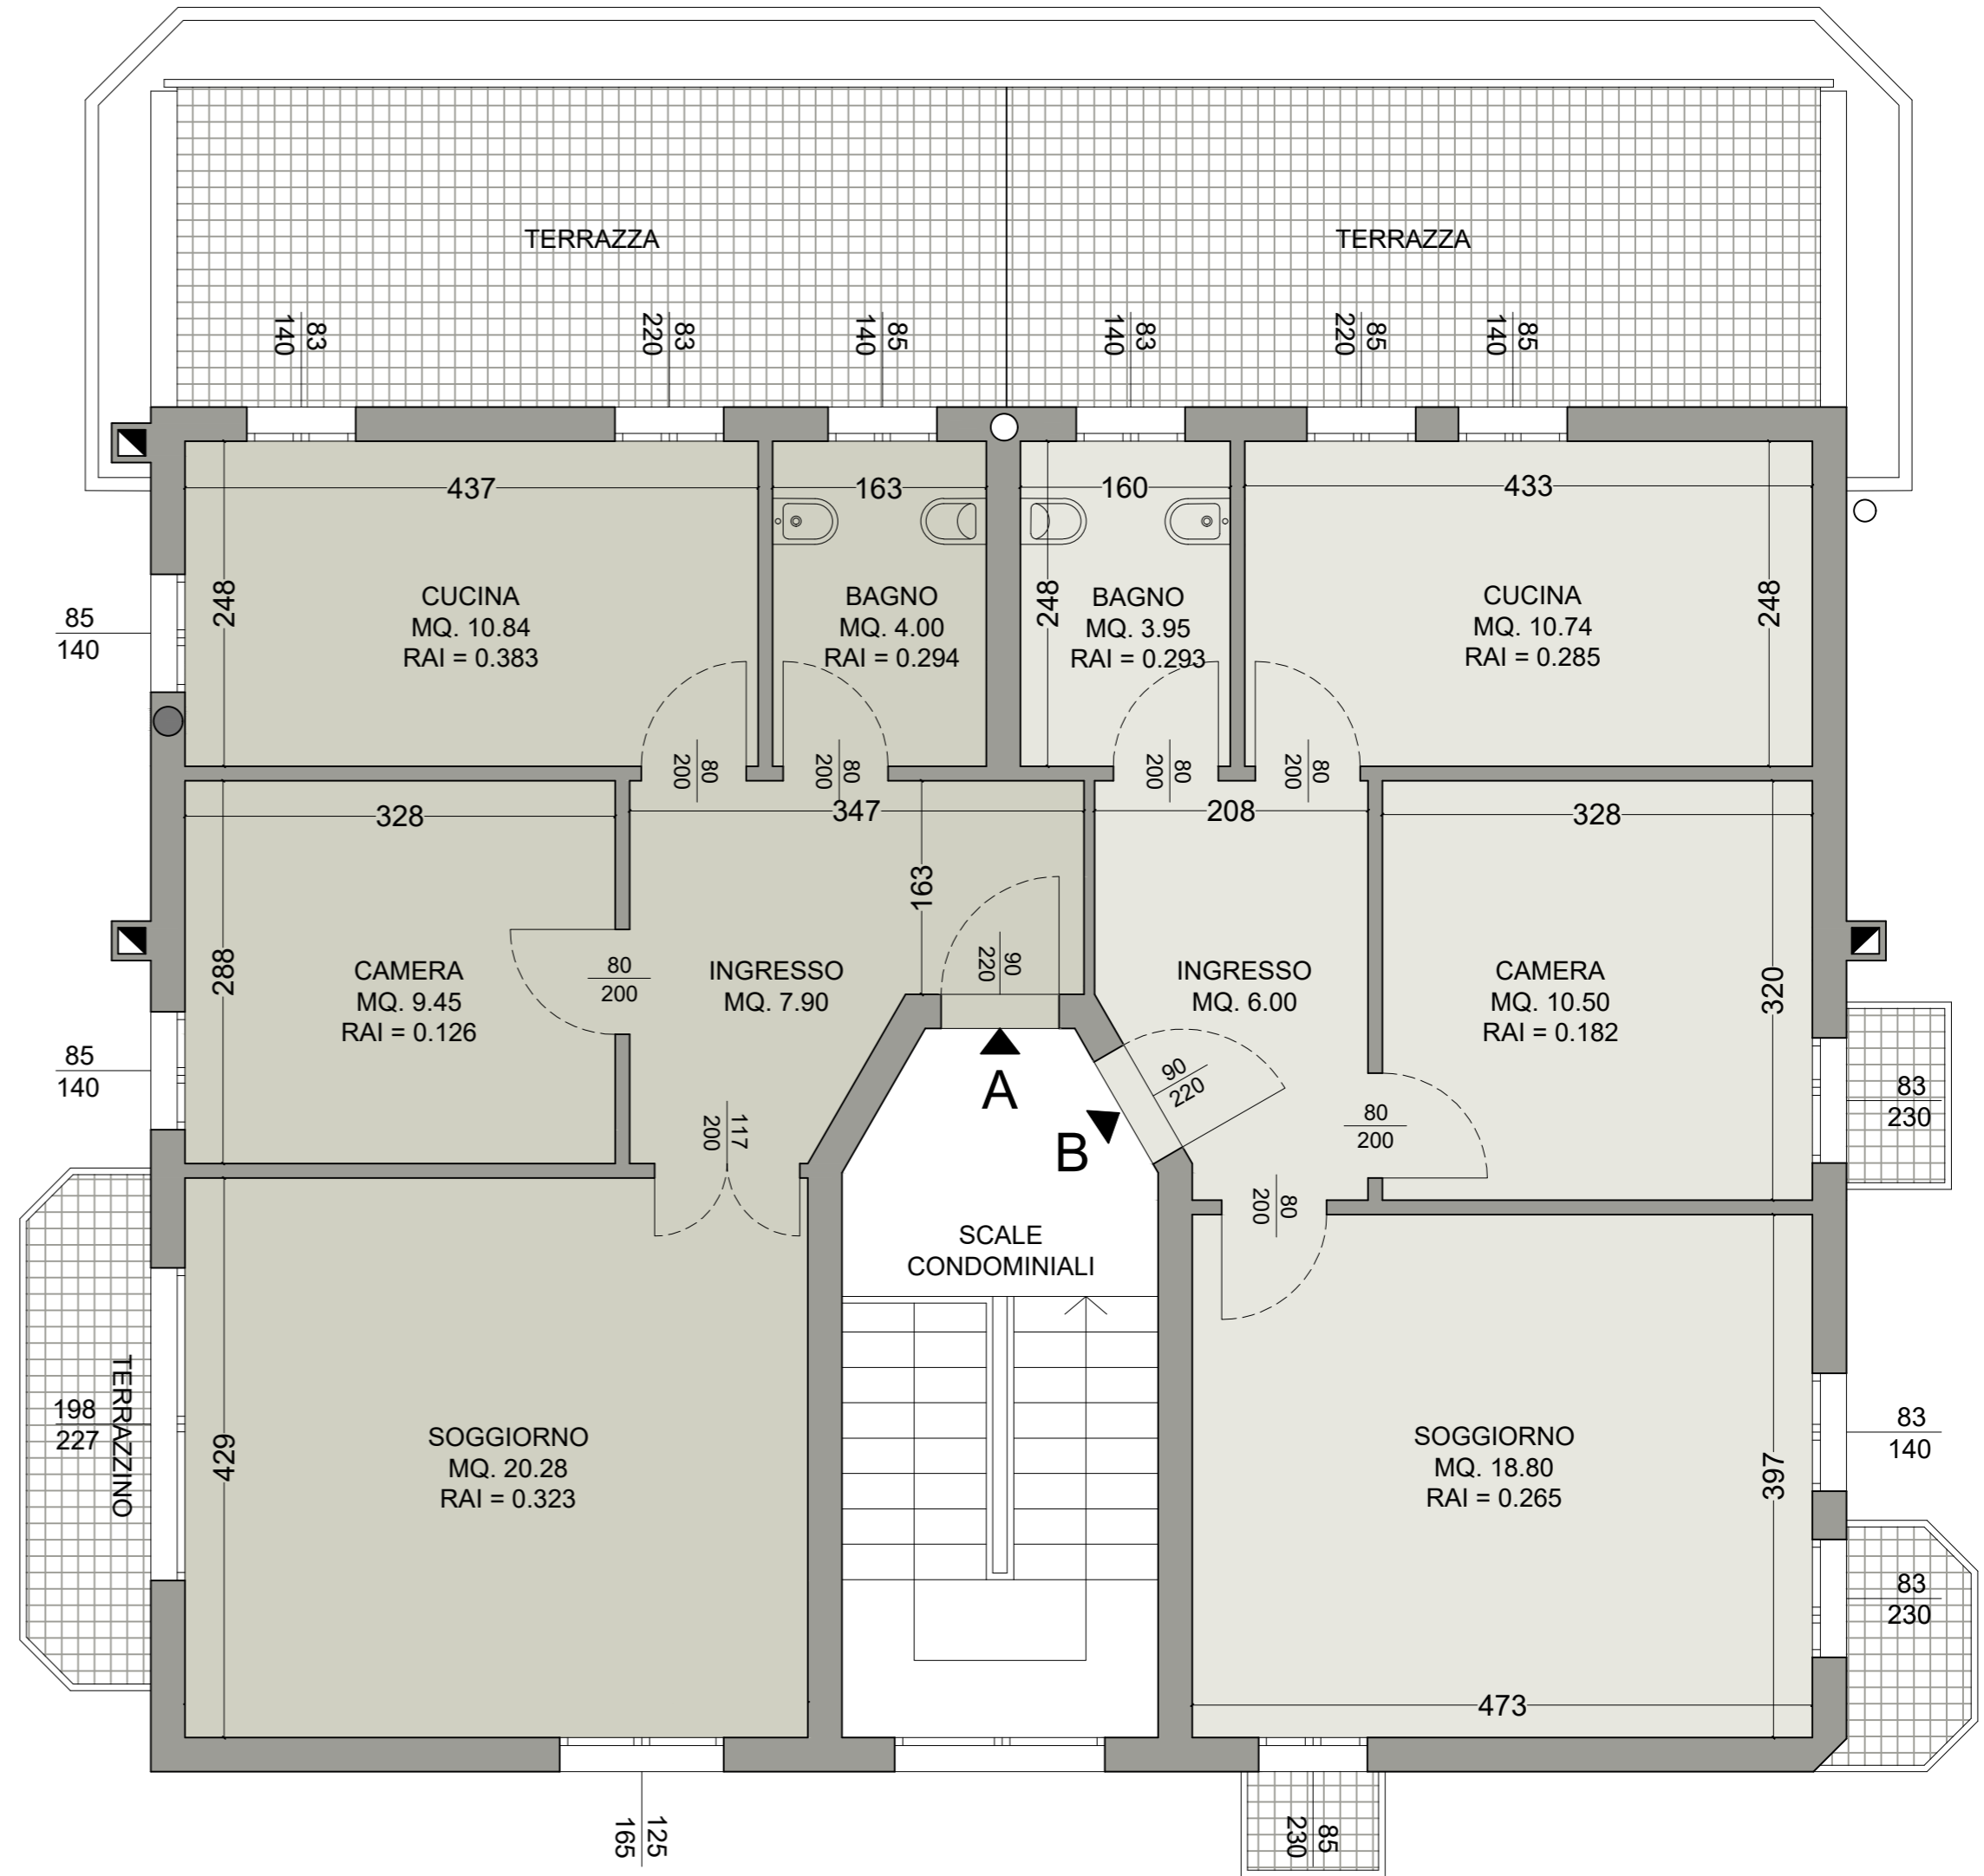 TERRAZZA
TERRAZZA
83
140
83
220
85
140
83
140
85
220
85
140
437
163
160
433
248
248
248
CUCINA
MQ. 10.84
RAI = 0.383
BAGNO
MQ. 4.00
RAI = 0.294
BAGNO
MQ. 3.95
RAI = 0.293
CUCINA
MQ. 10.74
RAI = 0.285
85
140
80
200
80
200
80
200
80
200
328
347
208
328
163
288
320
CAMERA
MQ. 9.45
RAI = 0.126
80
200
INGRESSO
MQ. 7.90
90
220
INGRESSO
MQ. 6.00
CAMERA
MQ. 10.50
RAI = 0.182
85
140
A
B
90
220
80
200
83
230
117
200
80
200
SCALE
CONDOMINIALI
TERRAZZINO
198
227
429
SOGGIORNO
MQ. 20.28
RAI = 0.323
SOGGIORNO
MQ. 18.80
RAI = 0.265
397
83
140
83
230
473
125
165
85
230